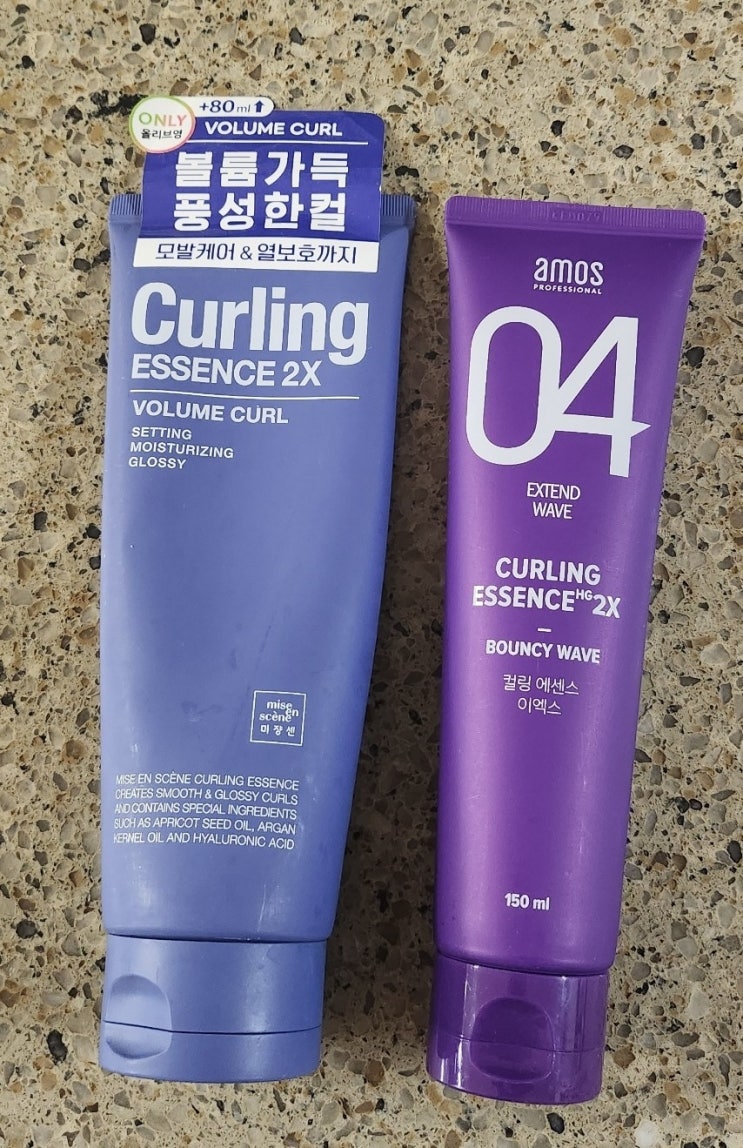 +80ml⬆
ONLY
올리브영
VOLUME CURL
볼륨가득
풍성한컬
모발케어 & 열보호까지
Curling
ESSENCE 2X
VOLUME CURL
SETTING
MOISTURIZING
GLOSSY
mise
en
scène
미쟝센
MISE EN SCÈNE CURLING ESSENCE
CREATES SMOOTH & GLOSSY CURLS
AND CONTAINS SPECIAL INGREDIENTS
SUCH AS APRICOT SEED OIL, ARGAN
KERNEL OIL AND HYALURONIC ACID
amos
PROFESSIONAL
04
EXTEND
WAVE
CURLING
ESSENCE HG 2X
BOUNCY WAVE
컬링 에센스
이엑스
150 ml